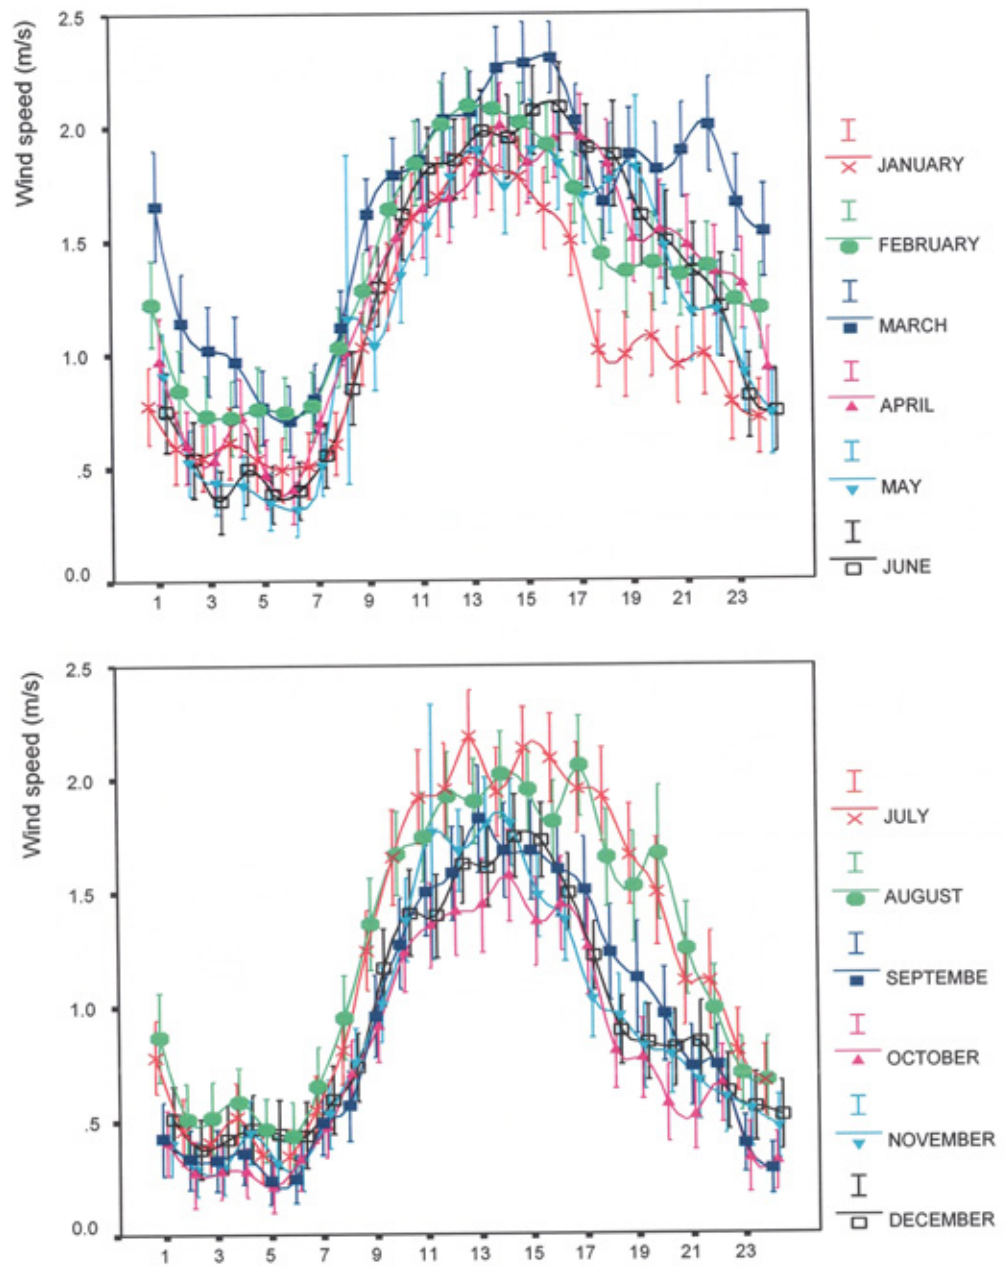 Wind speed (m/s)
2.5
2.0
1.5
1.0
.5
0.0
1 3 5 7 9 11 13 15 17 19 21 23
JANUARY
FEBRUARY
MARCH
APRIL
MAY
JUNE
Wind speed (m/s)
2.5
2.0
1.5
1.0
.5
0.0
1 3 5 7 9 11 13 15 17 19 21 23
JULY
AUGUST
SEPTEMBE
OCTOBER
NOVEMBER
DECEMBER